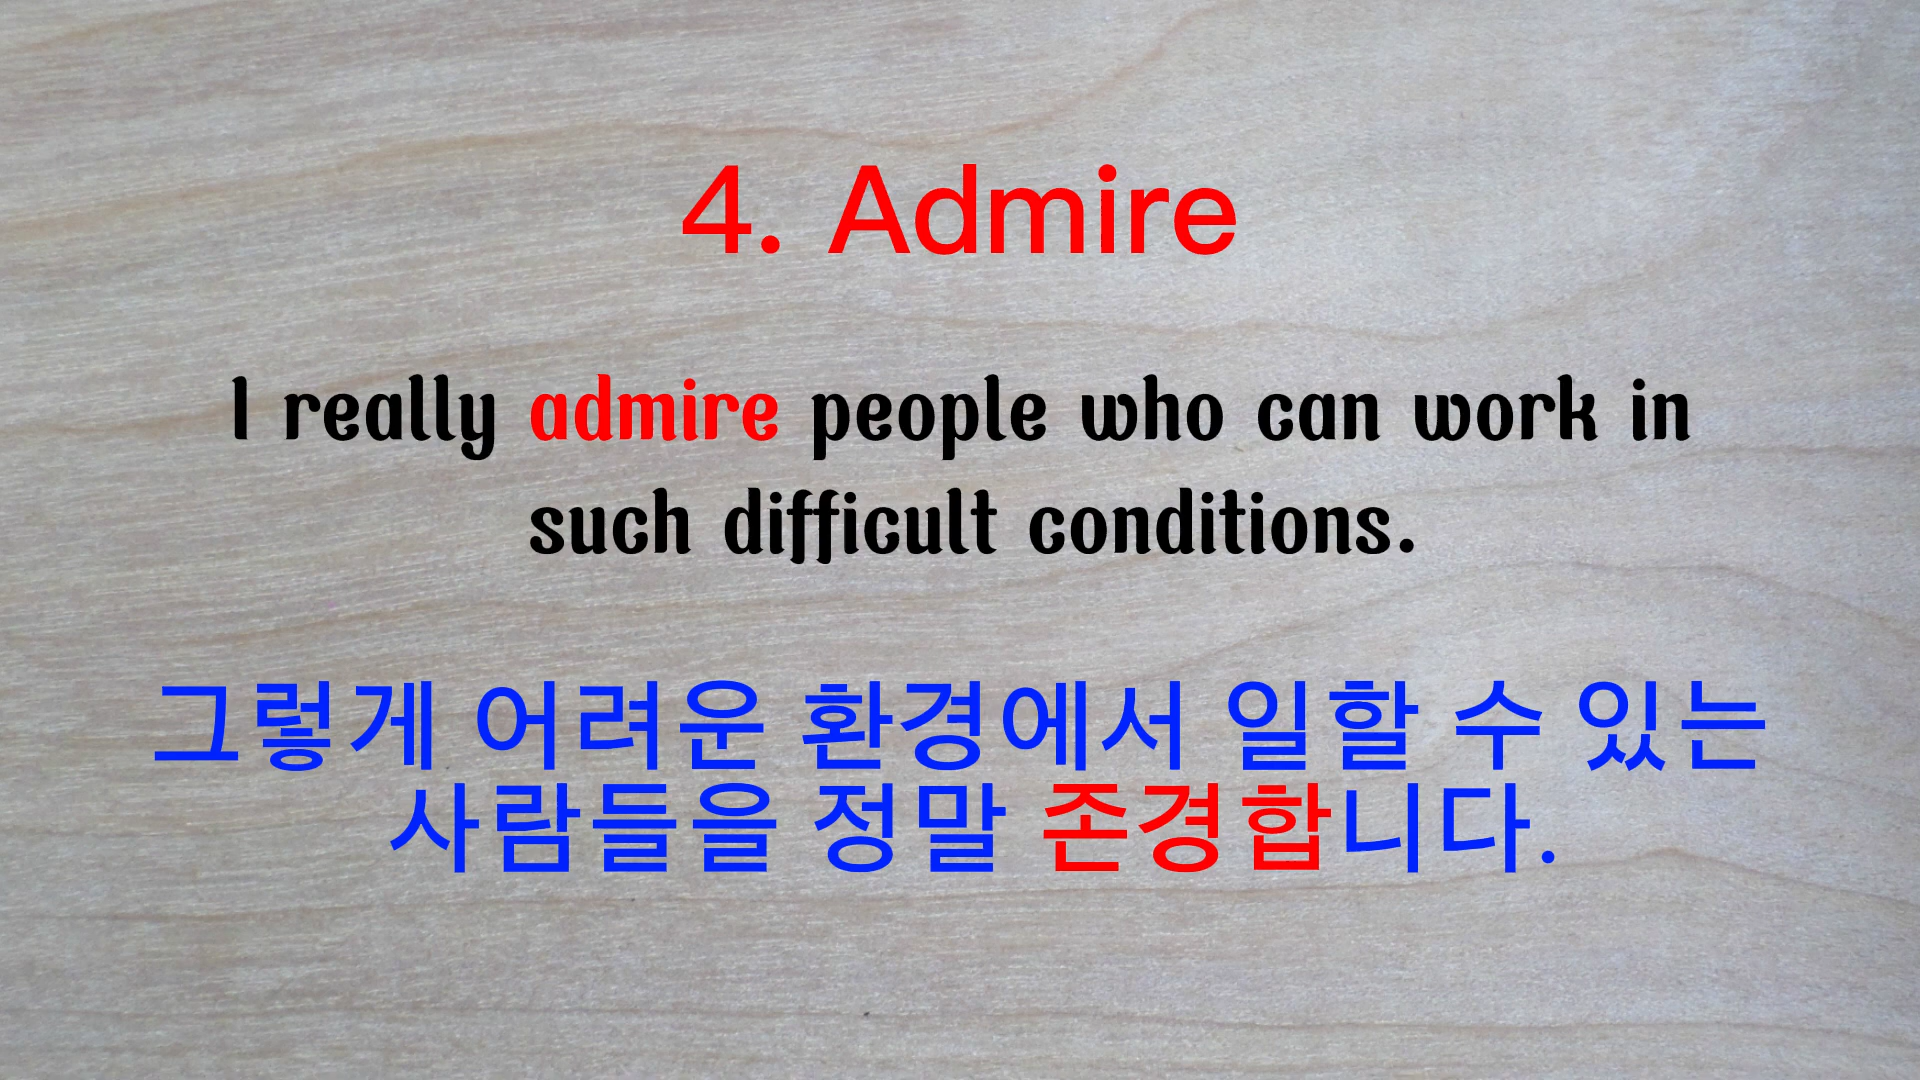 4. Admire
I really admire people who can work in
such difficult conditions.
그렇게 어려운 환경에서 일할 수 있는
사람들을 정말 존경합니다.